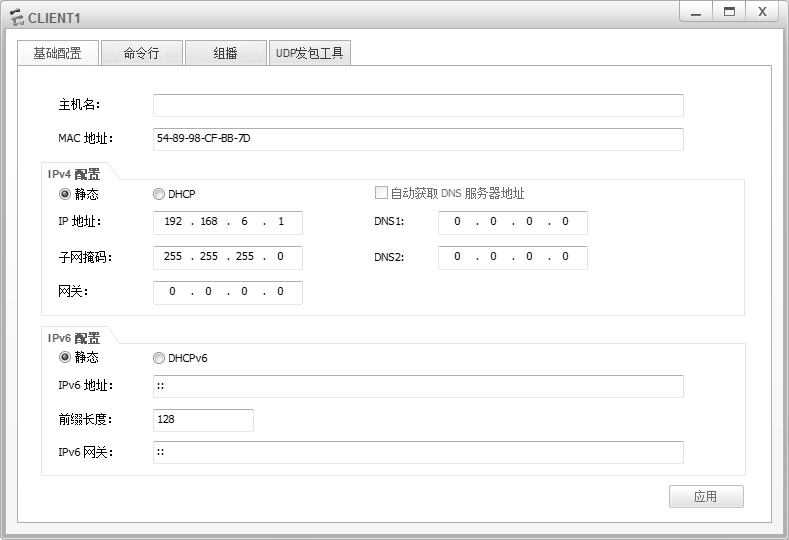 CLIENT1
基础配置 命令行 组播 UDP发包工具
主机名：
MAC 地址： 54-89-98-CF-BB-7D
IPv4 配置
静态 DHCP 自动获取 DNS 服务器地址
IP 地址： 192 . 168 . 6 . 1 DNS1: 0 . 0 . 0 . 0
子网掩码： 255 . 255 . 255 . 0 DNS2: 0 . 0 . 0 . 0
网关： 0 . 0 . 0 . 0
IPv6 配置
静态 DHCPv6
IPv6 地址： ::
前缀长度： 128
IPv6 网关： ::
应用